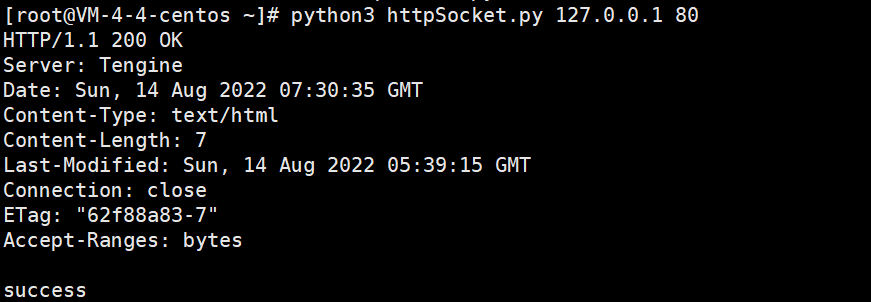 [root@VM-4-4-centos ~]# python3 httpSocket.py 127.0.0.1 80
HTTP/1.1 200 OK
Server: Tengine
Date: Sun, 14 Aug 2022 07:30:35 GMT
Content-Type: text/html
Content-Length: 7
Last-Modified: Sun, 14 Aug 2022 05:39:15 GMT
Connection: close
ETag: "62f88a83-7"
Accept-Ranges: bytes

success